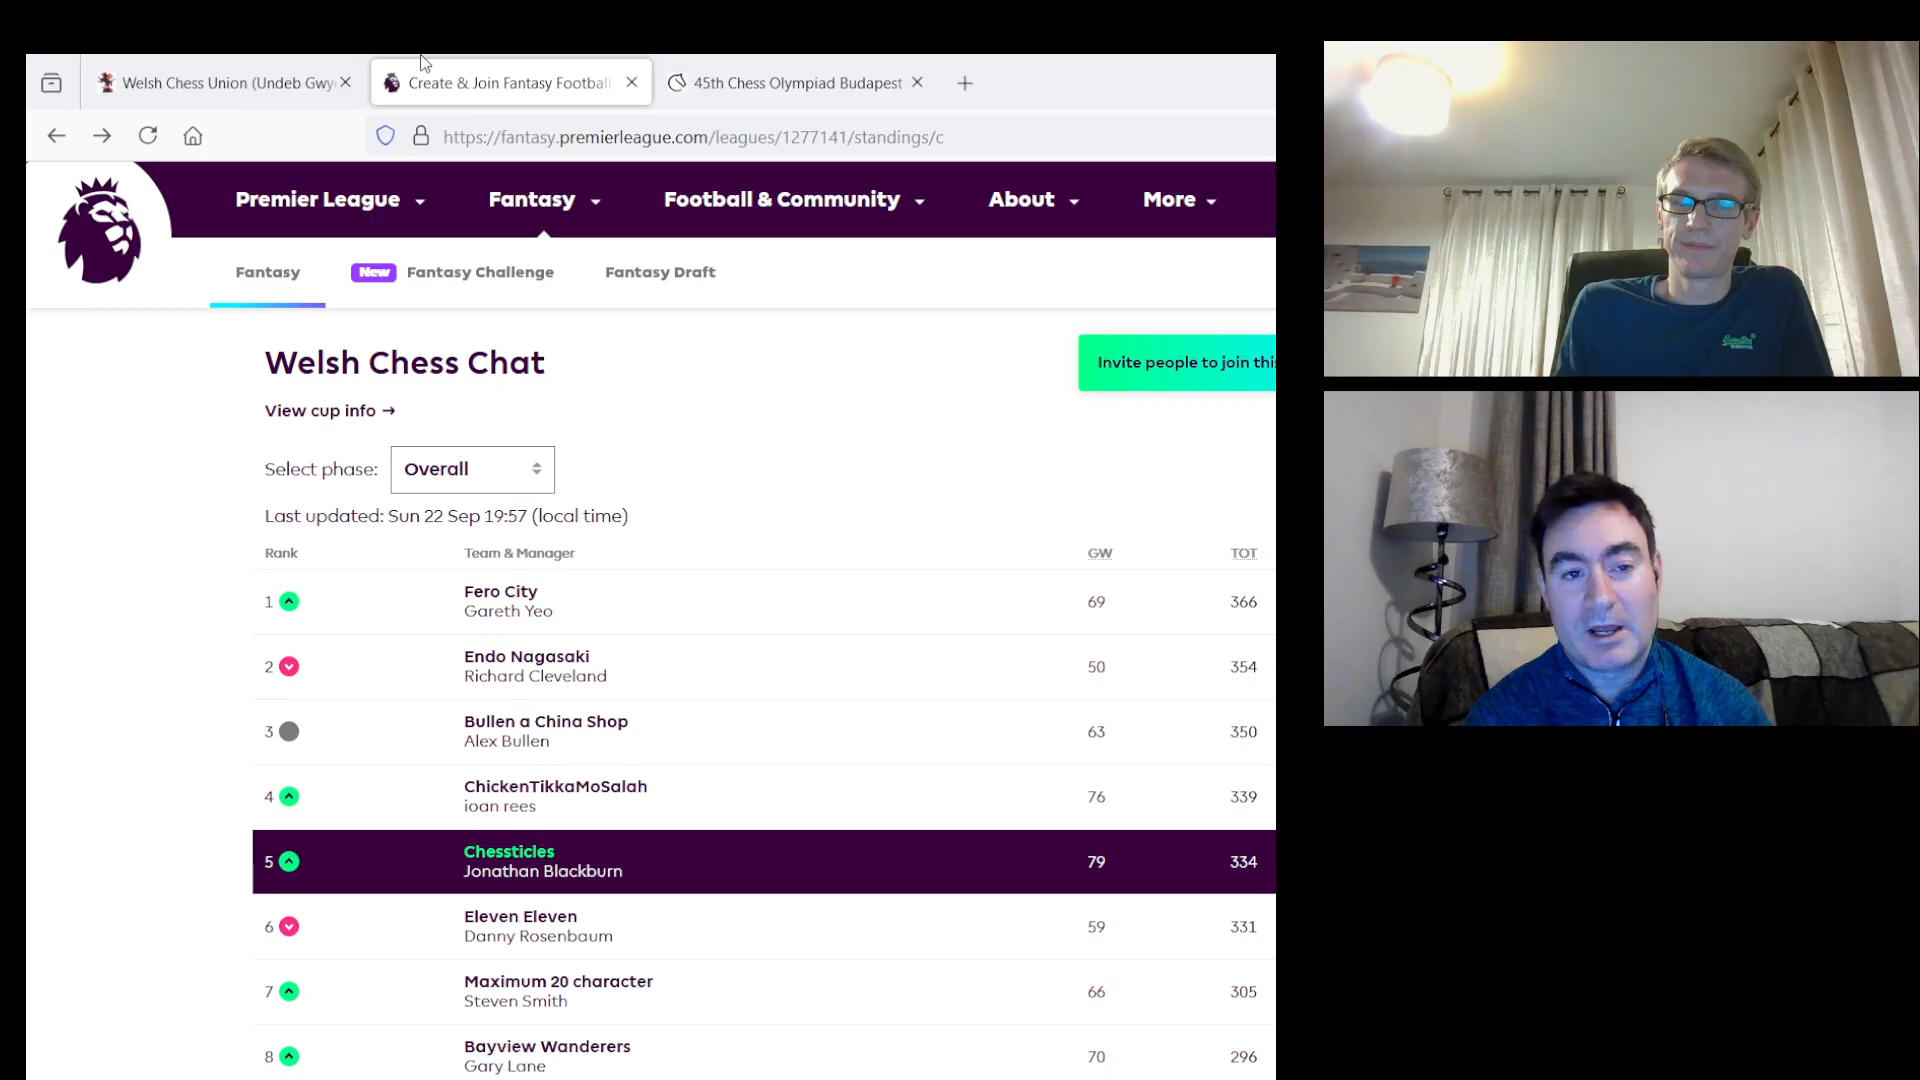 Welsh Chess Union (Undeb Gwy
Create & Join Fantasy Football
45th Chess Olympiad Budapest
https://fantasy.premierleague.com/leagues/1277141/standings/c
Premier League
Fantasy
Football & Community
About
More
Fantasy
New
Fantasy Challenge
Fantasy Draft
Welsh Chess Chat
Invite people to join this
View cup info →
Select phase:
Overall
Last updated: Sun 22 Sep 19:57 (local time)
Rank Team & Manager GW TOT
1 Fero City 69 366
Gareth Yeo
2 Endo Nagasaki 50 354
Richard Cleveland
3 Bullen a China Shop 63 350
Alex Bullen
4 ChickenTikkaMoSalah 76 339
ioan rees
5 Chessticles 79 334
Jonathan Blackburn
6 Eleven Eleven 59 331
Danny Rosenbaum
7 Maximum 20 character 66 305
Steven Smith
8 Bayview Wanderers 70 296
Gary Lane